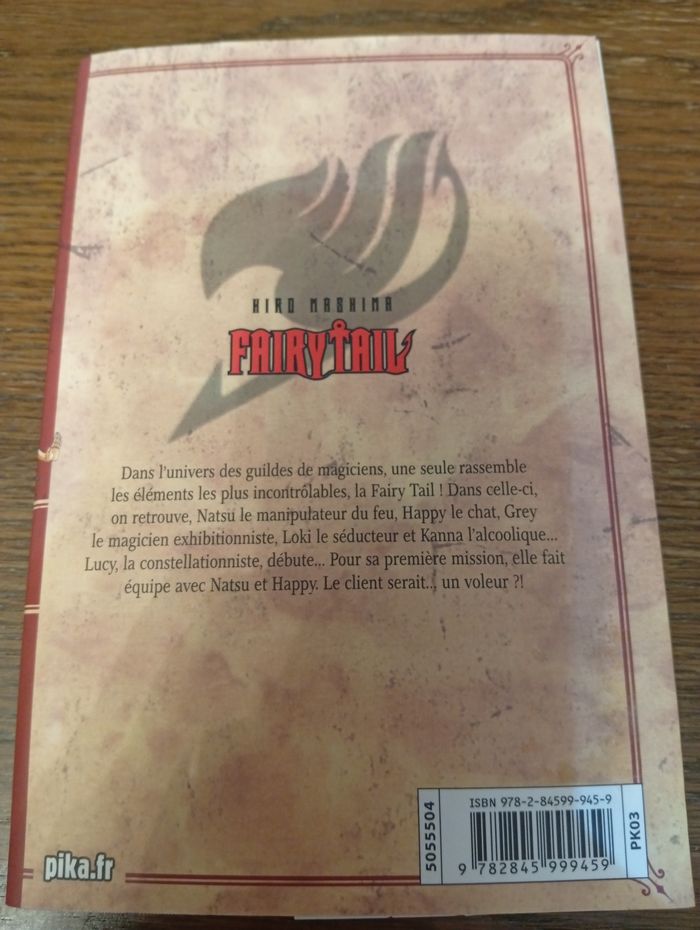 HIRO MASHIMA
FAIRY TAIL
Dans l'univers des guildes de magiciens, une seule rassemble
les éléments les plus incontrôlables, la Fairy Tail ! Dans celle-ci,
on retrouve, Natsu le manipulateur du feu, Happy le chat, Grey
le magicien exhibitionniste, Loki le séducteur et Kanna l'alcoolique...
Lucy, la constellationniste, débute... Pour sa première mission, elle fait
équipe avec Natsu et Happy. Le client serait... un voleur ?!
pika.fr
5055504
ISBN 978-2-84599-945-9
9 782845 999459
PK03